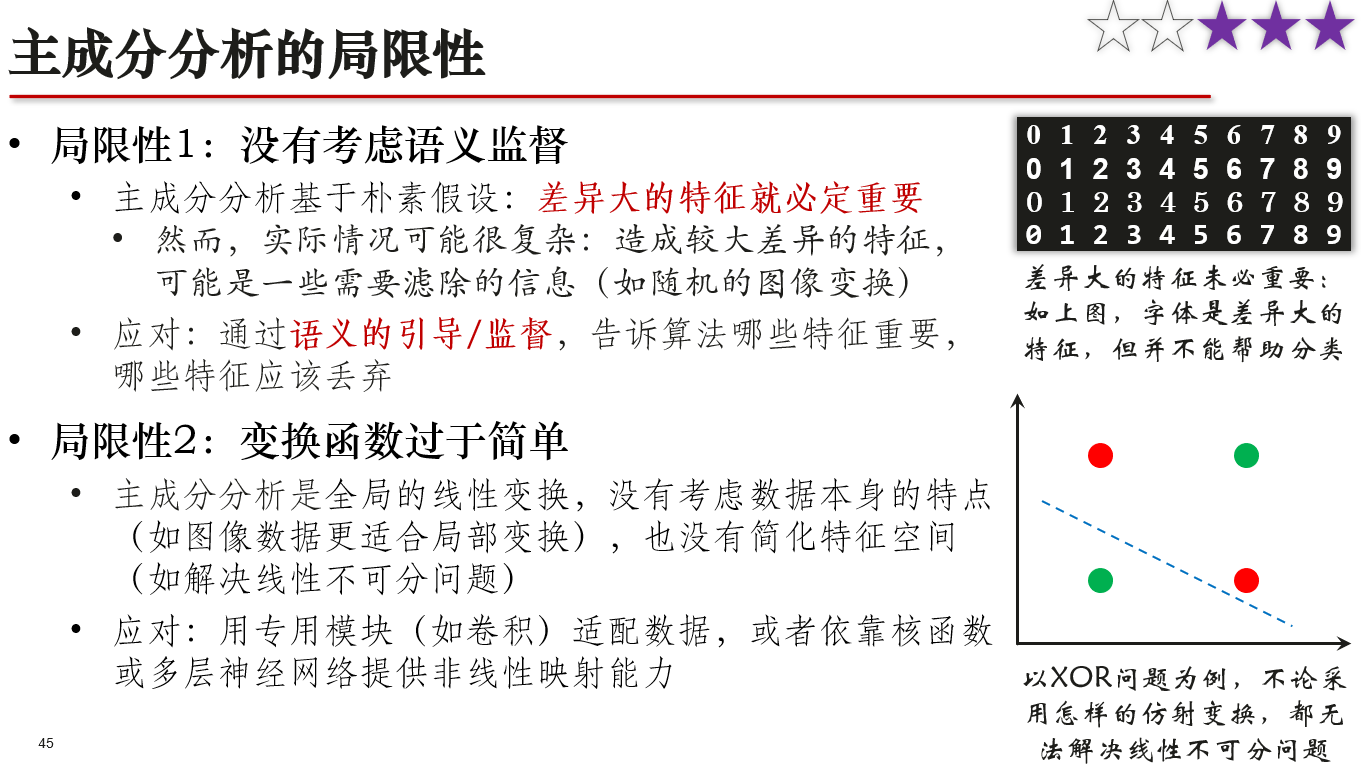 主成分分析的局限性
• 局限性1：没有考虑语义监督
• 主成分分析基于朴素假设：差异大的特征就必定重要
• 然而，实际情况可能很复杂：造成较大差异的特征，
可能是一些需要滤除的信息（如随机的图像变换）
• 应对：通过语义的引导/监督，告诉算法哪些特征重要，
哪些特征应该丢弃
• 局限性2：变换函数过于简单
• 主成分分析是全局的线性变换，没有考虑数据本身的特点
（如图像数据更适合局部变换），也没有简化特征空间
（如解决线性不可分问题）
• 应对：用专用模块（如卷积）适配数据，或者依靠核函数
或多层神经网络提供非线性映射能力
0 1 2 3 4 5 6 7 8 9
0 1 2 3 4 5 6 7 8 9
0 1 2 3 4 5 6 7 8 9
0 1 2 3 4 5 6 7 8 9
差异大的特征未必重要：
如上图，字体是差异大的
特征，但并不能帮助分类
以XOR问题为例，不论采
用怎样的仿射变换，都无
法解决线性不可分问题
45